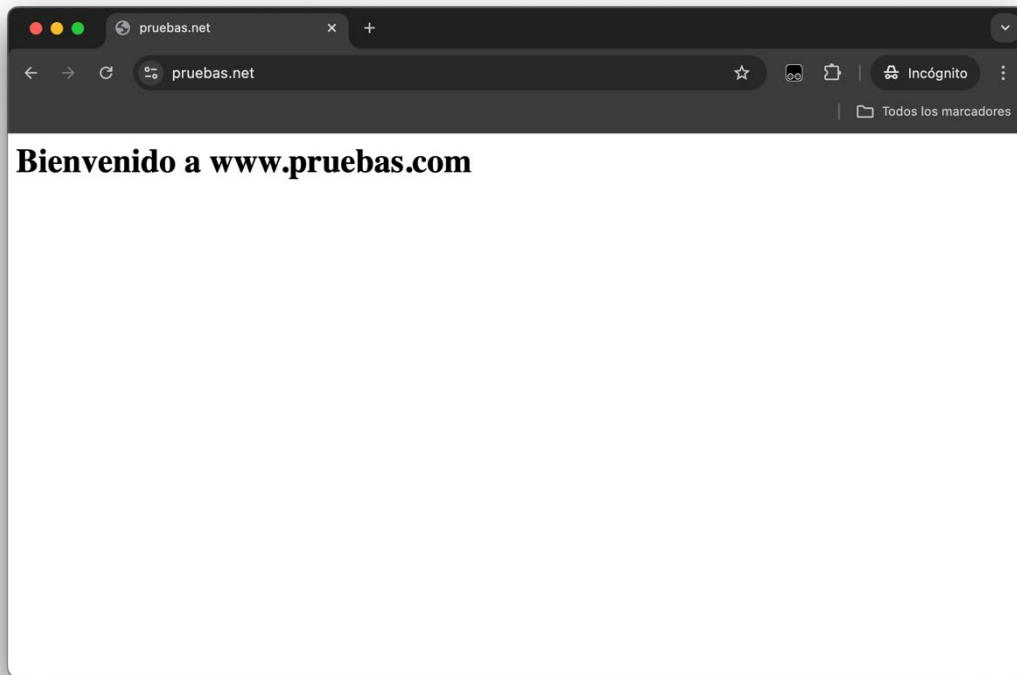 pruebas.net
pruebas.net
Incógnito
Todos los marcadores
Bienvenido a www.pruebas.com